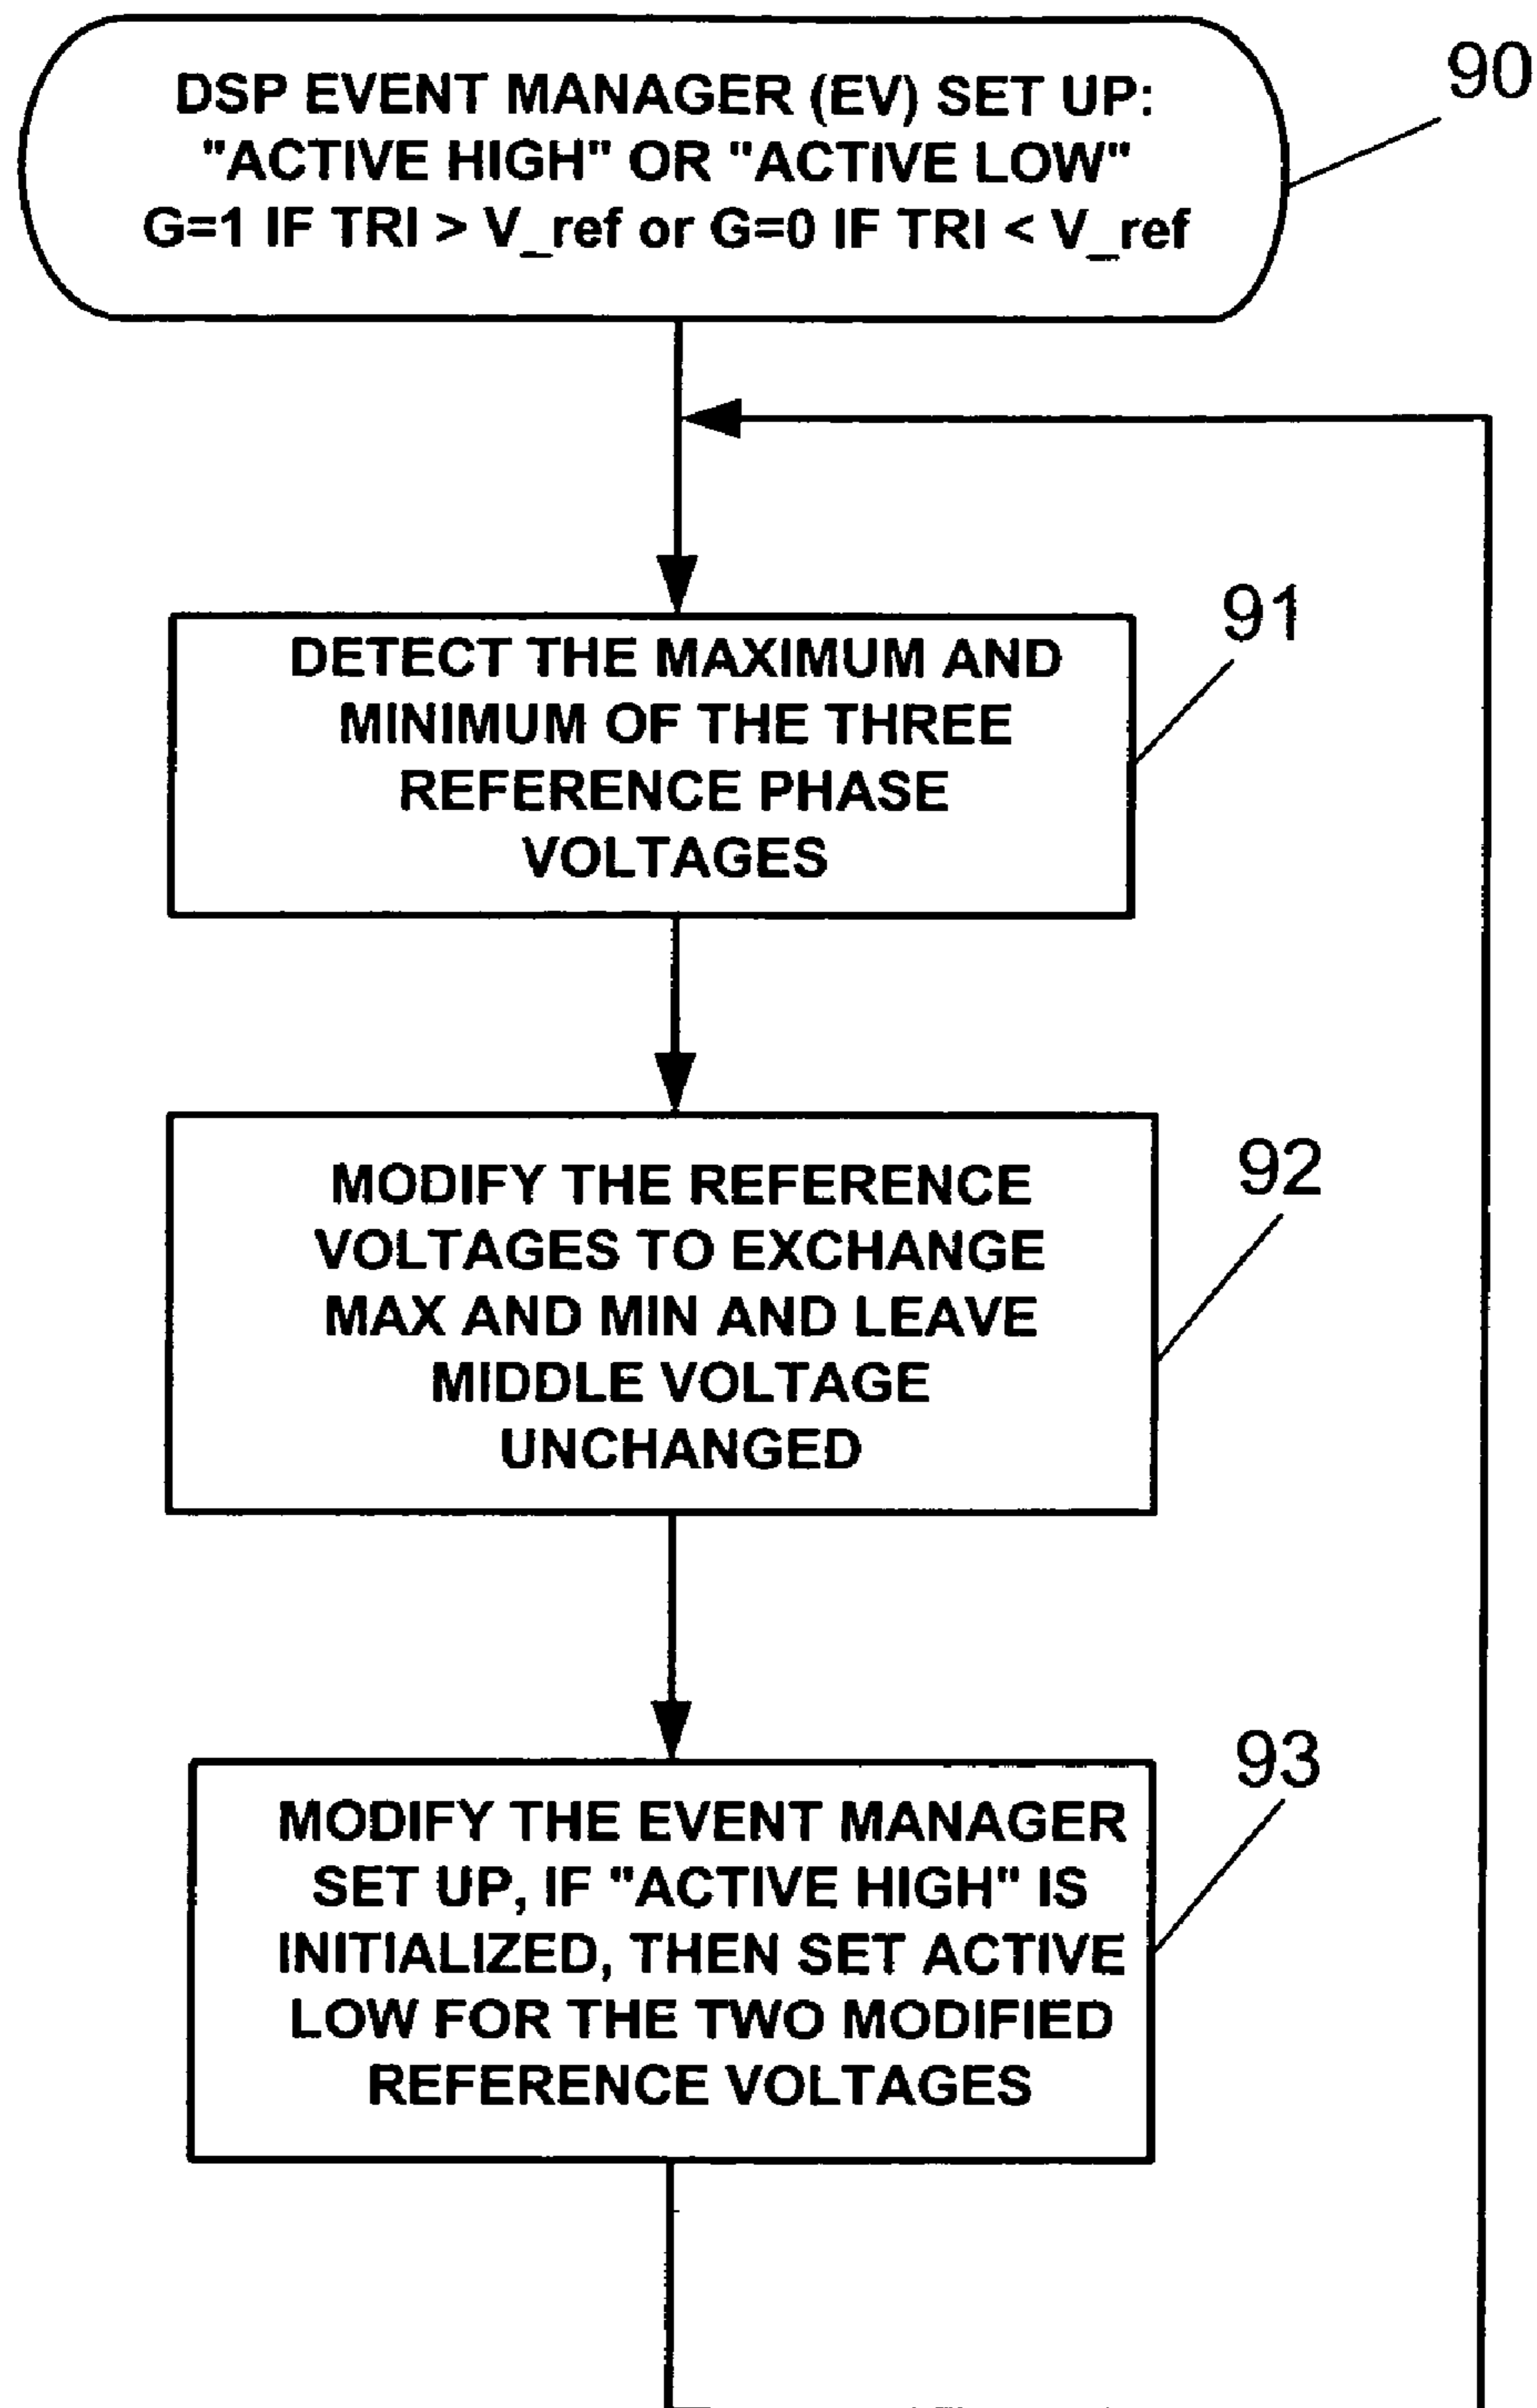 DSP EVENT MANAGER (EV) SET UP:
"ACTIVE HIGH" OR "ACTIVE LOW"
G=1 IF TRI > V_ref or G=0 IF TRI < V_ref
90
DETECT THE MAXIMUM AND
MINIMUM OF THE THREE
REFERENCE PHASE
VOLTAGES
91
MODIFY THE REFERENCE
VOLTAGES TO EXCHANGE
MAX AND MIN AND LEAVE
MIDDLE VOLTAGE
UNCHANGED
92
MODIFY THE EVENT MANAGER
SET UP, IF "ACTIVE HIGH" IS
INITIALIZED, THEN SET ACTIVE
LOW FOR THE TWO MODIFIED
REFERENCE VOLTAGES
93